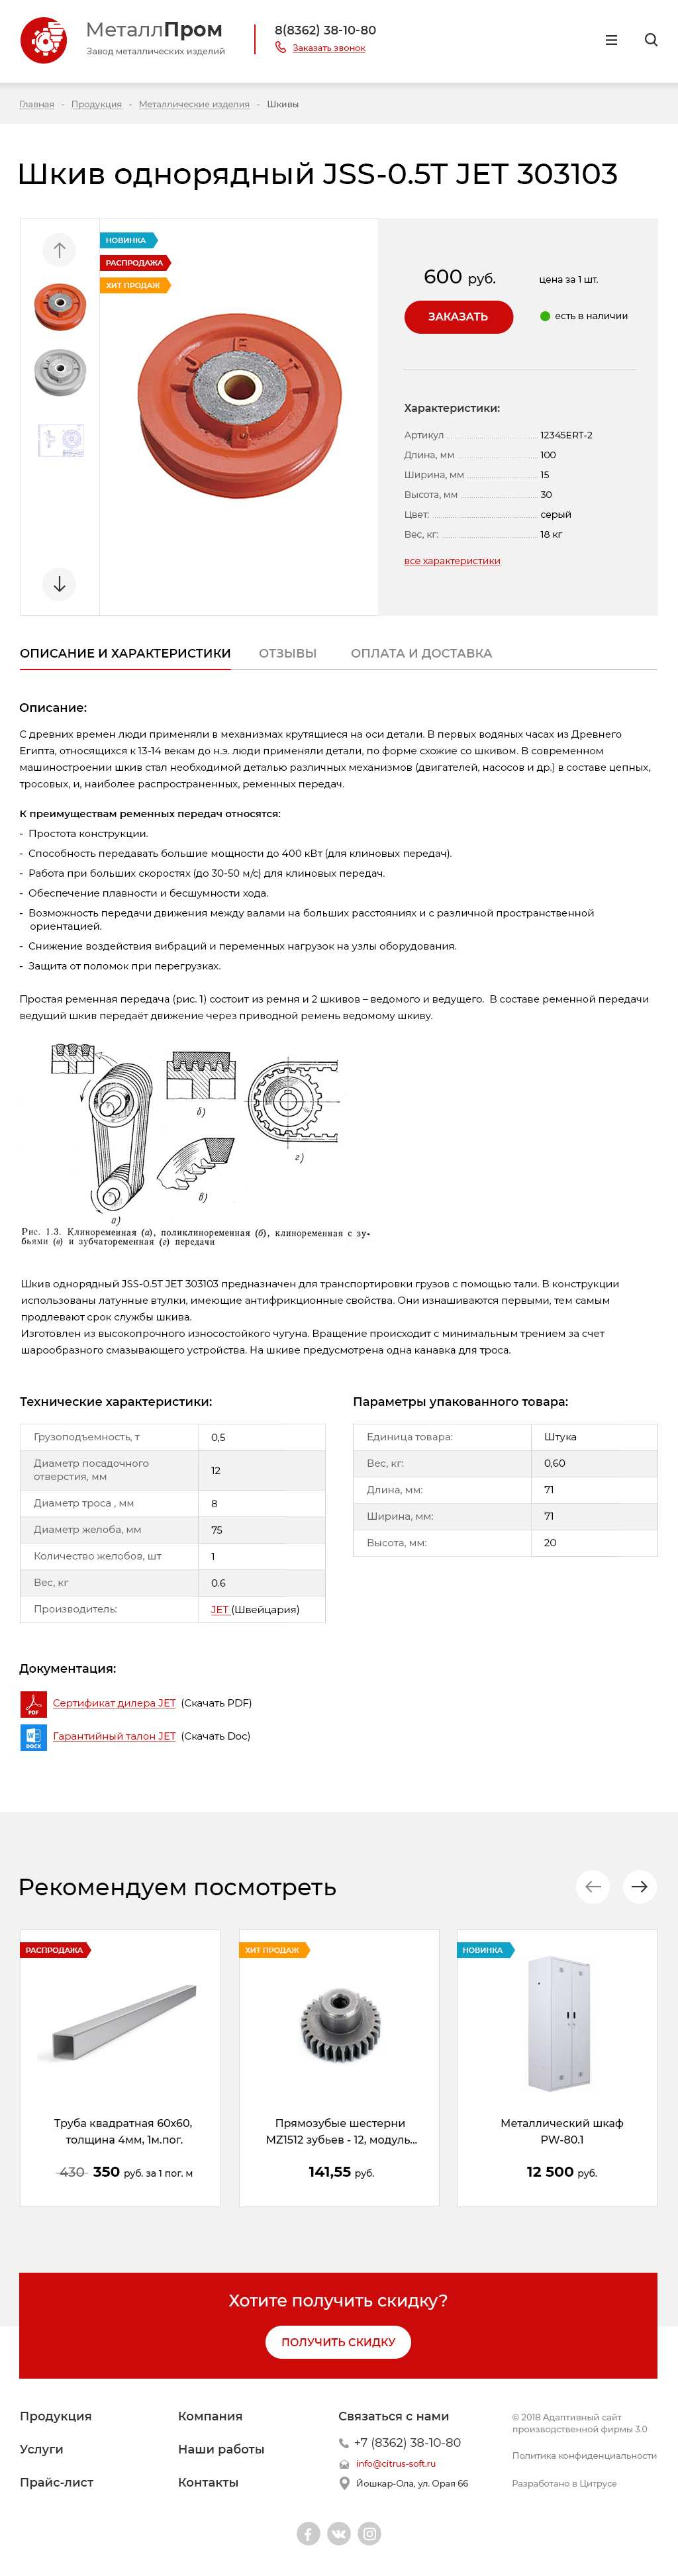 МеталлПром
Завод металлических изделий
8(8362) 38-10-80
Заказать звонок
Главная - Продукция - Металлические изделия - Шкивы
Шкив однорядный JSS-0.5T JET 303103
НОВИНКА
РАСПРОДАЖА
ХИТ ПРОДАЖ
JET
600 руб.
цена за 1 шт.
ЗАКАЗАТЬ
есть в наличии
Характеристики:
Артикул 12345ERT-2
Длина, мм 100
Ширина, мм 15
Высота, мм 30
Цвет: серый
Вес, кг: 18 кг
все характеристики
ОПИСАНИЕ И ХАРАКТЕРИСТИКИ
ОТЗЫВЫ
ОПЛАТА И ДОСТАВКА
Описание:
С древних времен люди применяли в механизмах крутящиеся на оси детали. В первых водяных часах из Древнего
Египта, относящихся к 13-14 векам до н.э. люди применяли детали, по форме схожие со шкивом. В современном
машиностроении шкив стал необходимой деталью различных механизмов (двигателей, насосов и др.) в составе цепных,
тросовых, и, наиболее распространенных, ременных передач.
К преимуществам ременных передач относятся:
- Простота конструкции.
- Способность передавать большие мощности до 400 кВт (для клиновых передач).
- Работа при больших скоростях (до 30-50 м/с) для клиновых передач.
- Обеспечение плавности и бесшумности хода.
- Возможность передачи движения между валами на больших расстояниях и с различной пространственной
ориентацией.
- Снижение воздействия вибраций и переменных нагрузок на узлы оборудования.
- Защита от поломок при перегрузках.
Простая ременная передача (рис. 1) состоит из ремня и 2 шкивов – ведомого и ведущего. В составе ременной передачи
ведущий шкив передаёт движение через приводной ремень ведомому шкиву.
б)
г)
в)
а)
Рис. 1.3. Клиноременная (а), поликлиноременная (б), клиноременная с зу-
бьями (в) и зубчаторемённая (г) передачи
Шкив однорядный JSS-0.5T JET 303103 предназначен для транспортировки грузов с помощью тали. В конструкции
использованы латунные втулки, имеющие антифрикционные свойства. Они изнашиваются первыми, тем самым
продлевают срок службы шкива.
Изготовлен из высокопрочного износостойкого чугуна. Вращение происходит с минимальным трением за счет
шарообразного смазывающего устройства. На шкиве предусмотрена одна канавка для троса.
Технические характеристики:
Грузоподъемность, т 0,5
Диаметр посадочного
отверстия, мм 12
Диаметр троса , мм 8
Диаметр желоба, мм 75
Количество желобов, шт 1
Вес, кг 0.6
Производитель: JET (Швейцария)
Параметры упакованного товара:
Единица товара: Штука
Вес, кг: 0,60
Длина, мм: 71
Ширина, мм: 71
Высота, мм: 20
Документация:
PDF
Сертификат дилера JET (Скачать PDF)
DOCX
Гарантийный талон JET (Скачать Doc)
Рекомендуем посмотреть
РАСПРОДАЖА
Труба квадратная 60х60,
толщина 4мм, 1м.пог.
430 350 руб. за 1 пог. м
ХИТ ПРОДАЖ
Прямозубые шестерни
MZ1512 зубьев - 12, модуль...
141,55 руб.
НОВИНКА
Металлический шкаф
PW-80.1
12 500 руб.
Хотите получить скидку?
ПОЛУЧИТЬ СКИДКУ
Продукция
Услуги
Прайс-лист
Компания
Наши работы
Контакты
Связаться с нами
+7 (8362) 38-10-80
info@citrus-soft.ru
Йошкар-Ола, ул. Орая 66
© 2018 Адаптивный сайт
производственной фирмы 3.0
Политика конфиденциальности
Разработано в Цитрусе